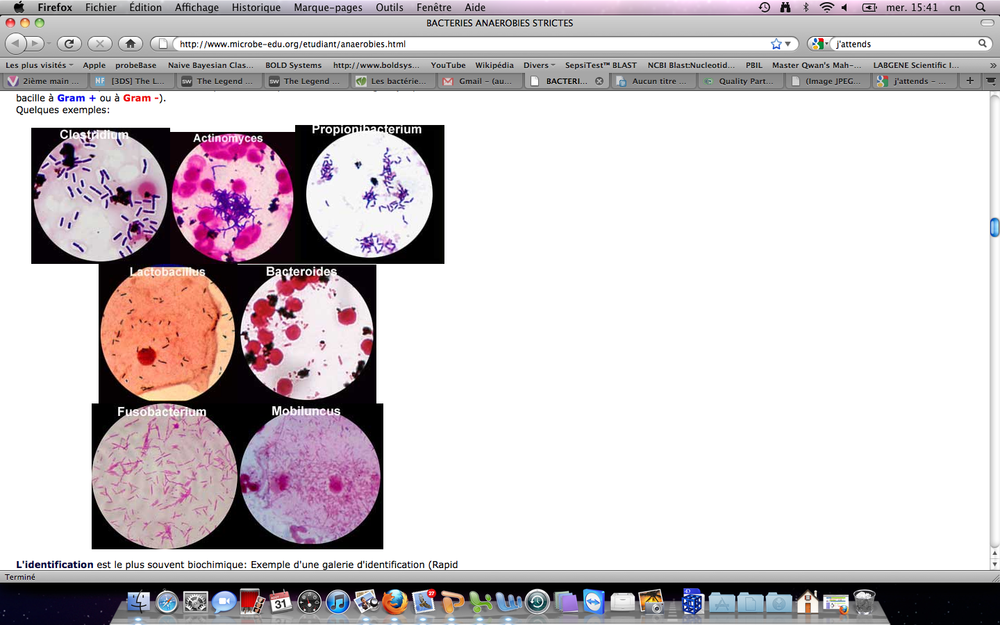 Firefox Fichier Édition Affichage Historique Marque-pages Outils Fenêtre Aide mer. 15:41 cn
BACTERIES ANAEROBIES STRICTES
http://www.microbe-edu.org/etudiant/anaerobies.html j'attends
Les plus visités Apple probeBase Naive Bayesian Clas... BOLD Systems http://www.boldsys... YouTube Wikipédia Divers SepsiTest™ BLAST NCBI Blast:Nucleotid... PBIL Master Qwan's Mah-... LABGENE Scientific I... »
2ième main ... [3DS] The L... The Legend ... The Legend ... Les bactérie... Gmail – (au... BACTERI... Aucun titre ... Quality Part... (Image JPEG... j'attends – ...
bacille à Gram + ou à Gram -).
Quelques exemples:
Clostridium Actinomyces Propionibacterium
Lactobacillus Bacteroides
Fusobacterium Mobiluncus
L'identification est le plus souvent biochimique: Exemple d'une galerie d'identification (Rapid
Terminé
31
27